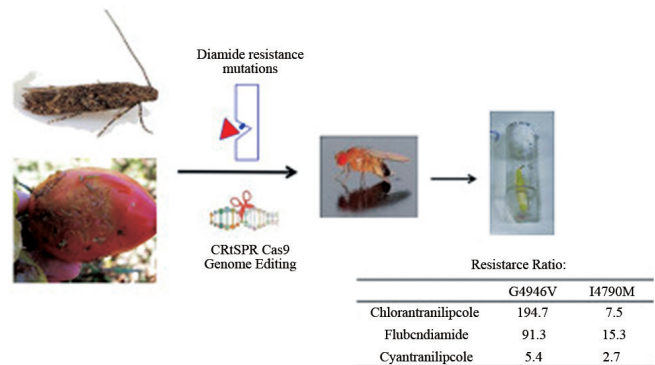 Diamide resistance
mutations
CRtSPR Cas9
Genome Editing
Resistarce Ratio:
G4946V I4790M
Chlorantranilipcole 194.7 7.5
Flubcndiamide 91.3 15.3
Cyantranilipcole 5.4 2.7